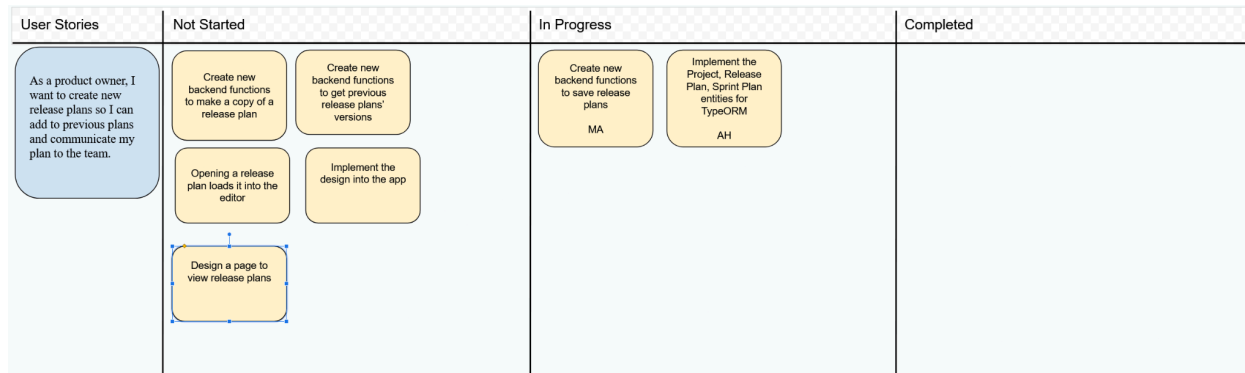 User Stories
Not Started
In Progress
Completed
As a product owner, I
want to create new
release plans so I can
add to previous plans
and communicate my
plan to the team.
Create new
backend functions
to make a copy of a
release plan
Create new
backend functions
to get previous
release plans'
versions
Opening a release
plan loads it into the
editor
Implement the
design into the app
Design a page to
view release plans
Create new
backend functions
to save release
plans
MA
Implement the
Project, Release
Plan, Sprint Plan
entities for
TypeORM
AH